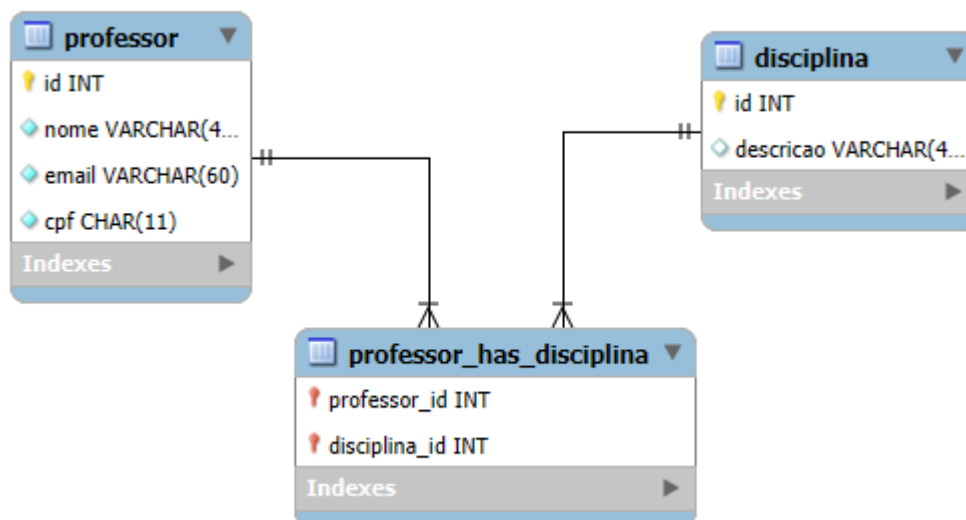 professor
id INT
nome VARCHAR(4...
email VARCHAR(60)
cpf CHAR(11)
Indexes
disciplina
id INT
descricao VARCHAR(4...
Indexes
professor_has_disciplina
professor_id INT
disciplina_id INT
Indexes